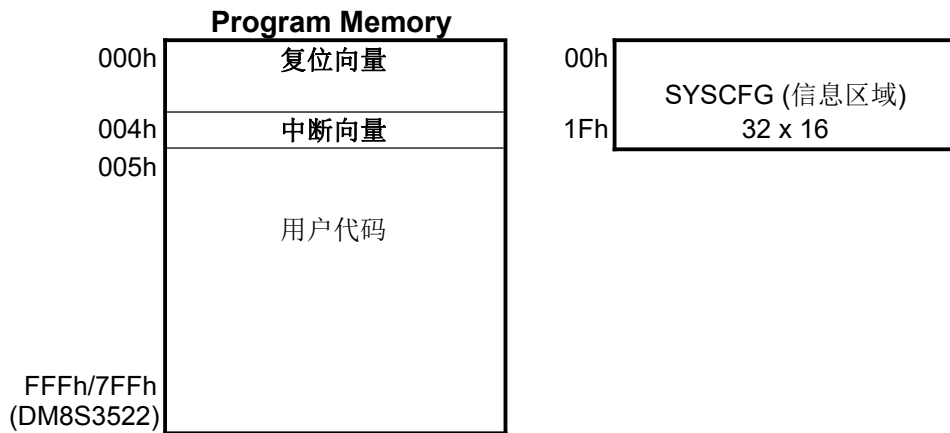 Program Memory
000h
复位向量
004h
中断向量
005h
用户代码
FFFh/7FFh
(DM8S3522)
00h
SYSCFG (信息区域)
1Fh
32 x 16